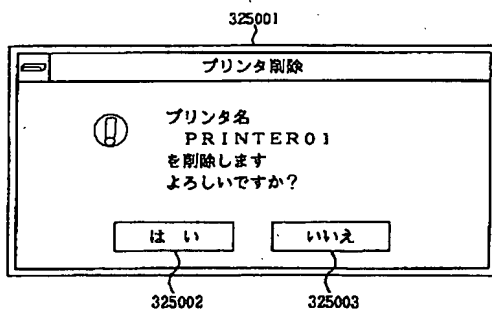 325001
プリンタ削除
プリンタ名
PRINTER01
を削除します
よろしいですか？
はい
いいえ
325002
325003